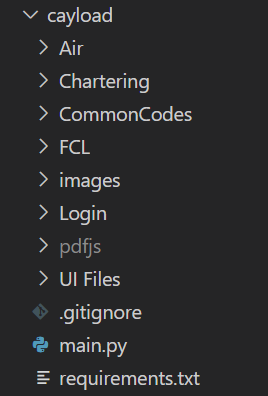 cayload
Air
Chartering
CommonCodes
FCL
images
Login
pdfjs
UI Files
.gitignore
main.py
requirements.txt